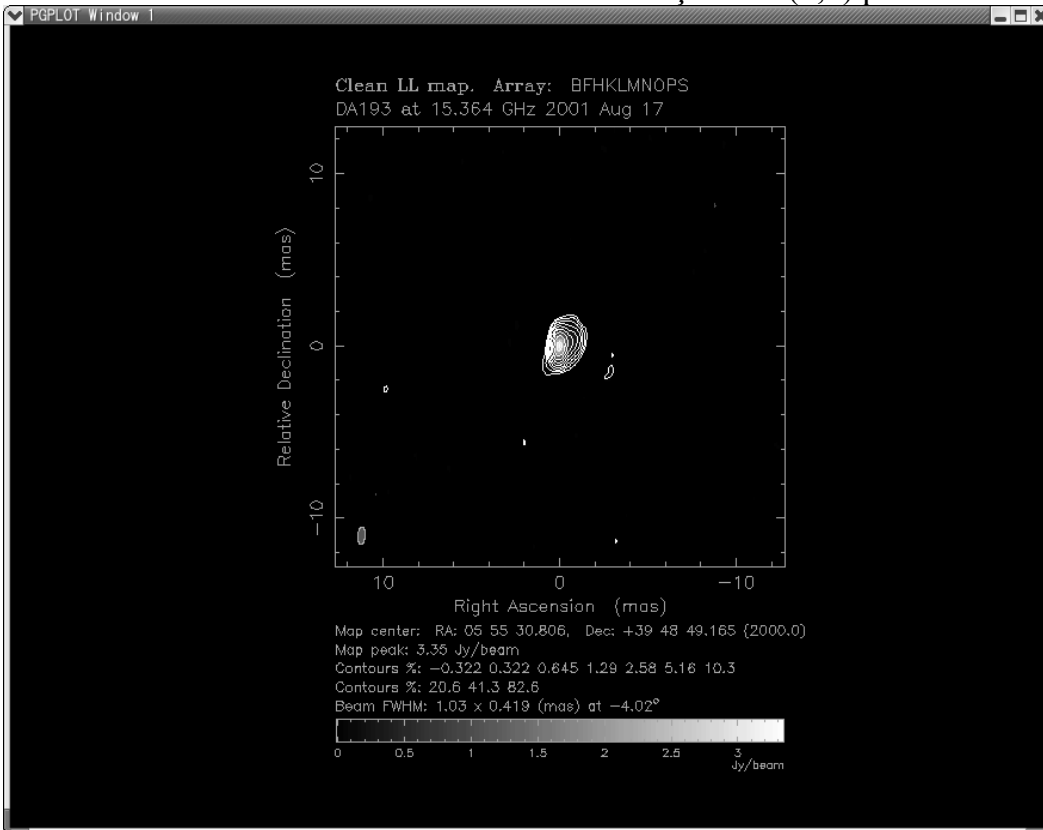 PGPLOT Window 1
Clean LL map.  Array:  BFHKLMNOPS
DA193 at 15.364 GHz 2001 Aug 17
10
0
−10
Relative Declination  (mas)
10 0 −10
Right Ascension  (mas)
Map center:  RA: 05 55 30.806,  Dec: +39 48 49.165 (2000.0)
Map peak: 3.35 Jy/beam
Contours %: −0.322 0.322 0.645 1.29 2.58 5.16 10.3
Contours %: 20.6 41.3 82.6
Beam FWHM: 1.03 x 0.419 (mas) at −4.02°
0 0.5 1 1.5 2 2.5 3
Jy/beam